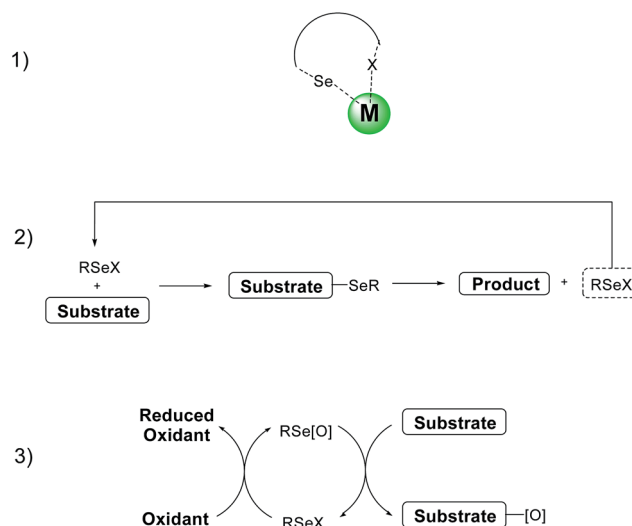 1)
Se
X
M
2)
RSeX
+
Substrate
Substrate SeR
Product + RSeX
3)
Reduced
Oxidant
RSe[O]
Substrate
Oxidant
RSeX
Substrate [O]